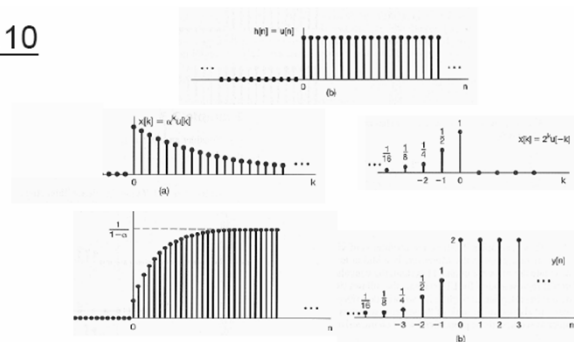 10
h[n] = u[n]
...
...
0
n
(b)
x[k] = α^k u[k]
...
0
k
(a)
1
1/2
1/4
1/8
1/16
...
x[k] = 2^k u[-k]
-2 -1 0
k
1/(1-α)
...
0
n
2
y[n]
1
1/2
1/4
1/8
1/16
...
...
-3 -2 -1 0 1 2 3
n
(b)